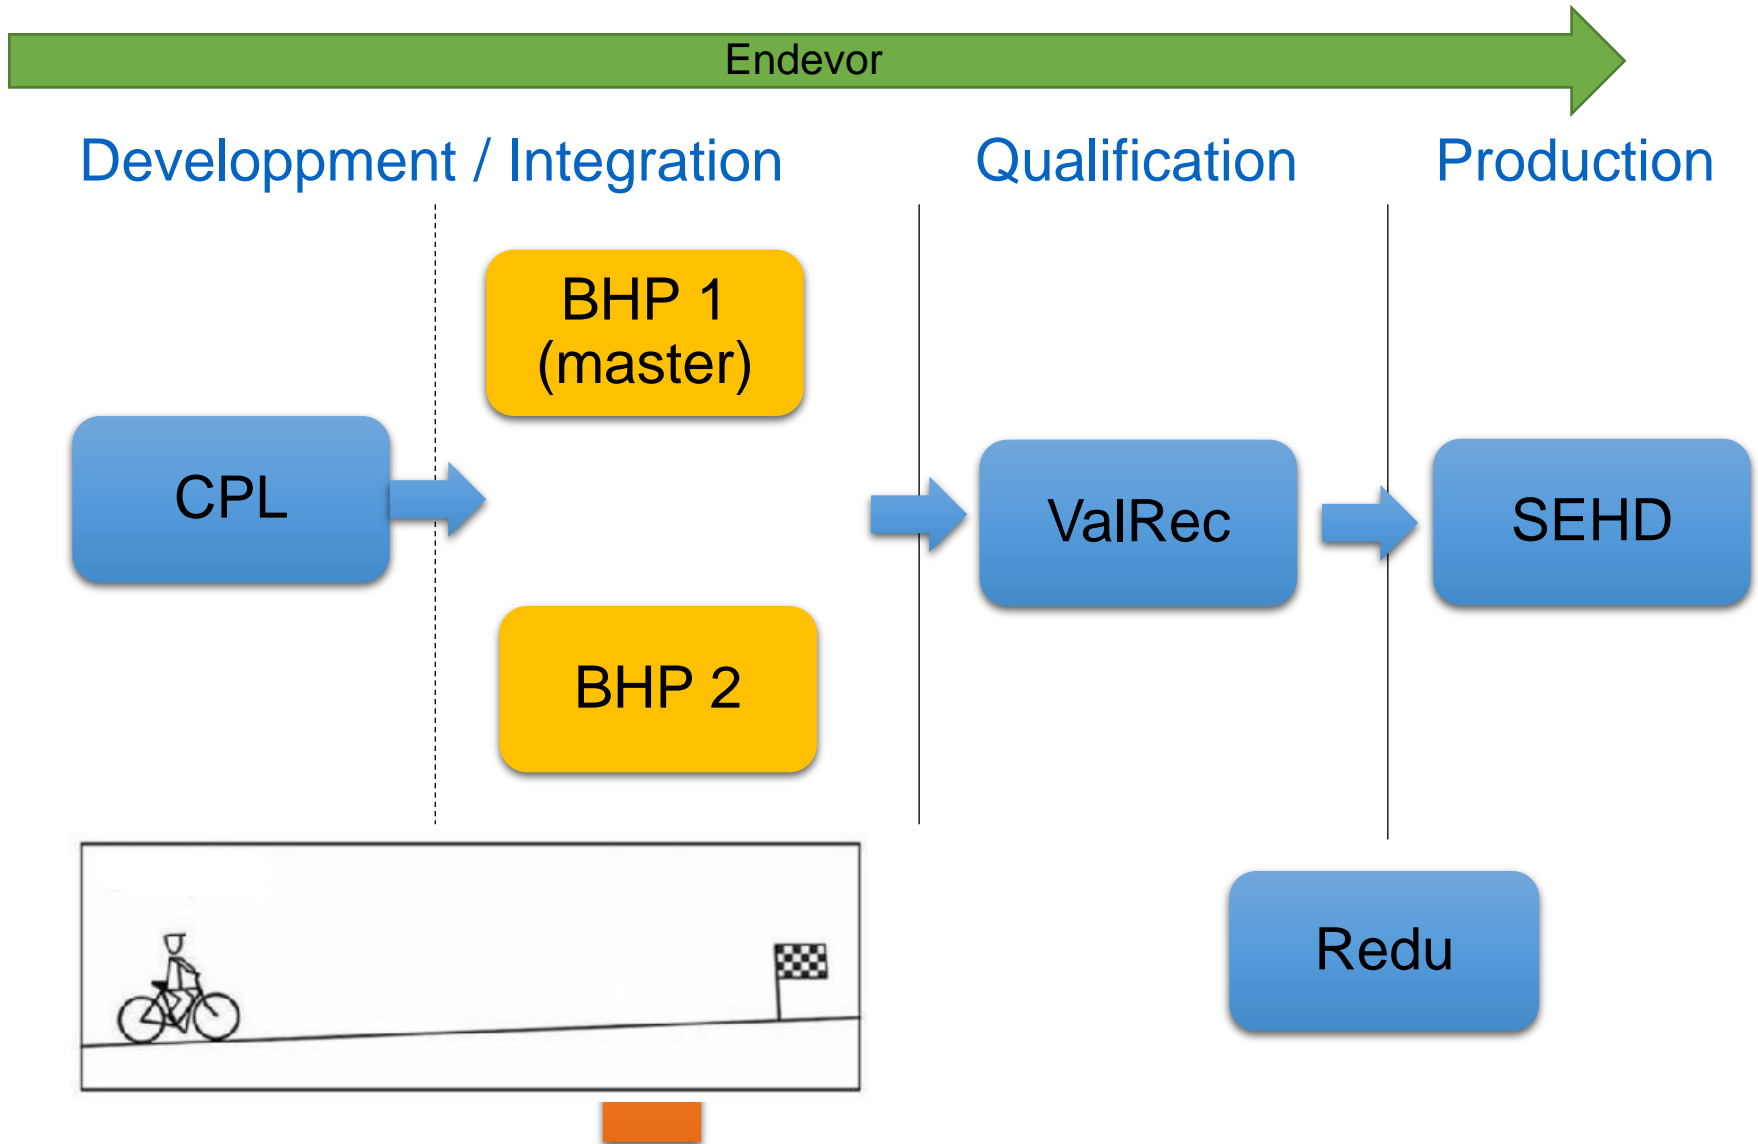 Endevor
Developpment / Integration
Qualification
Production
BHP 1
(master)
CPL
ValRec
SEHD
BHP 2
Redu